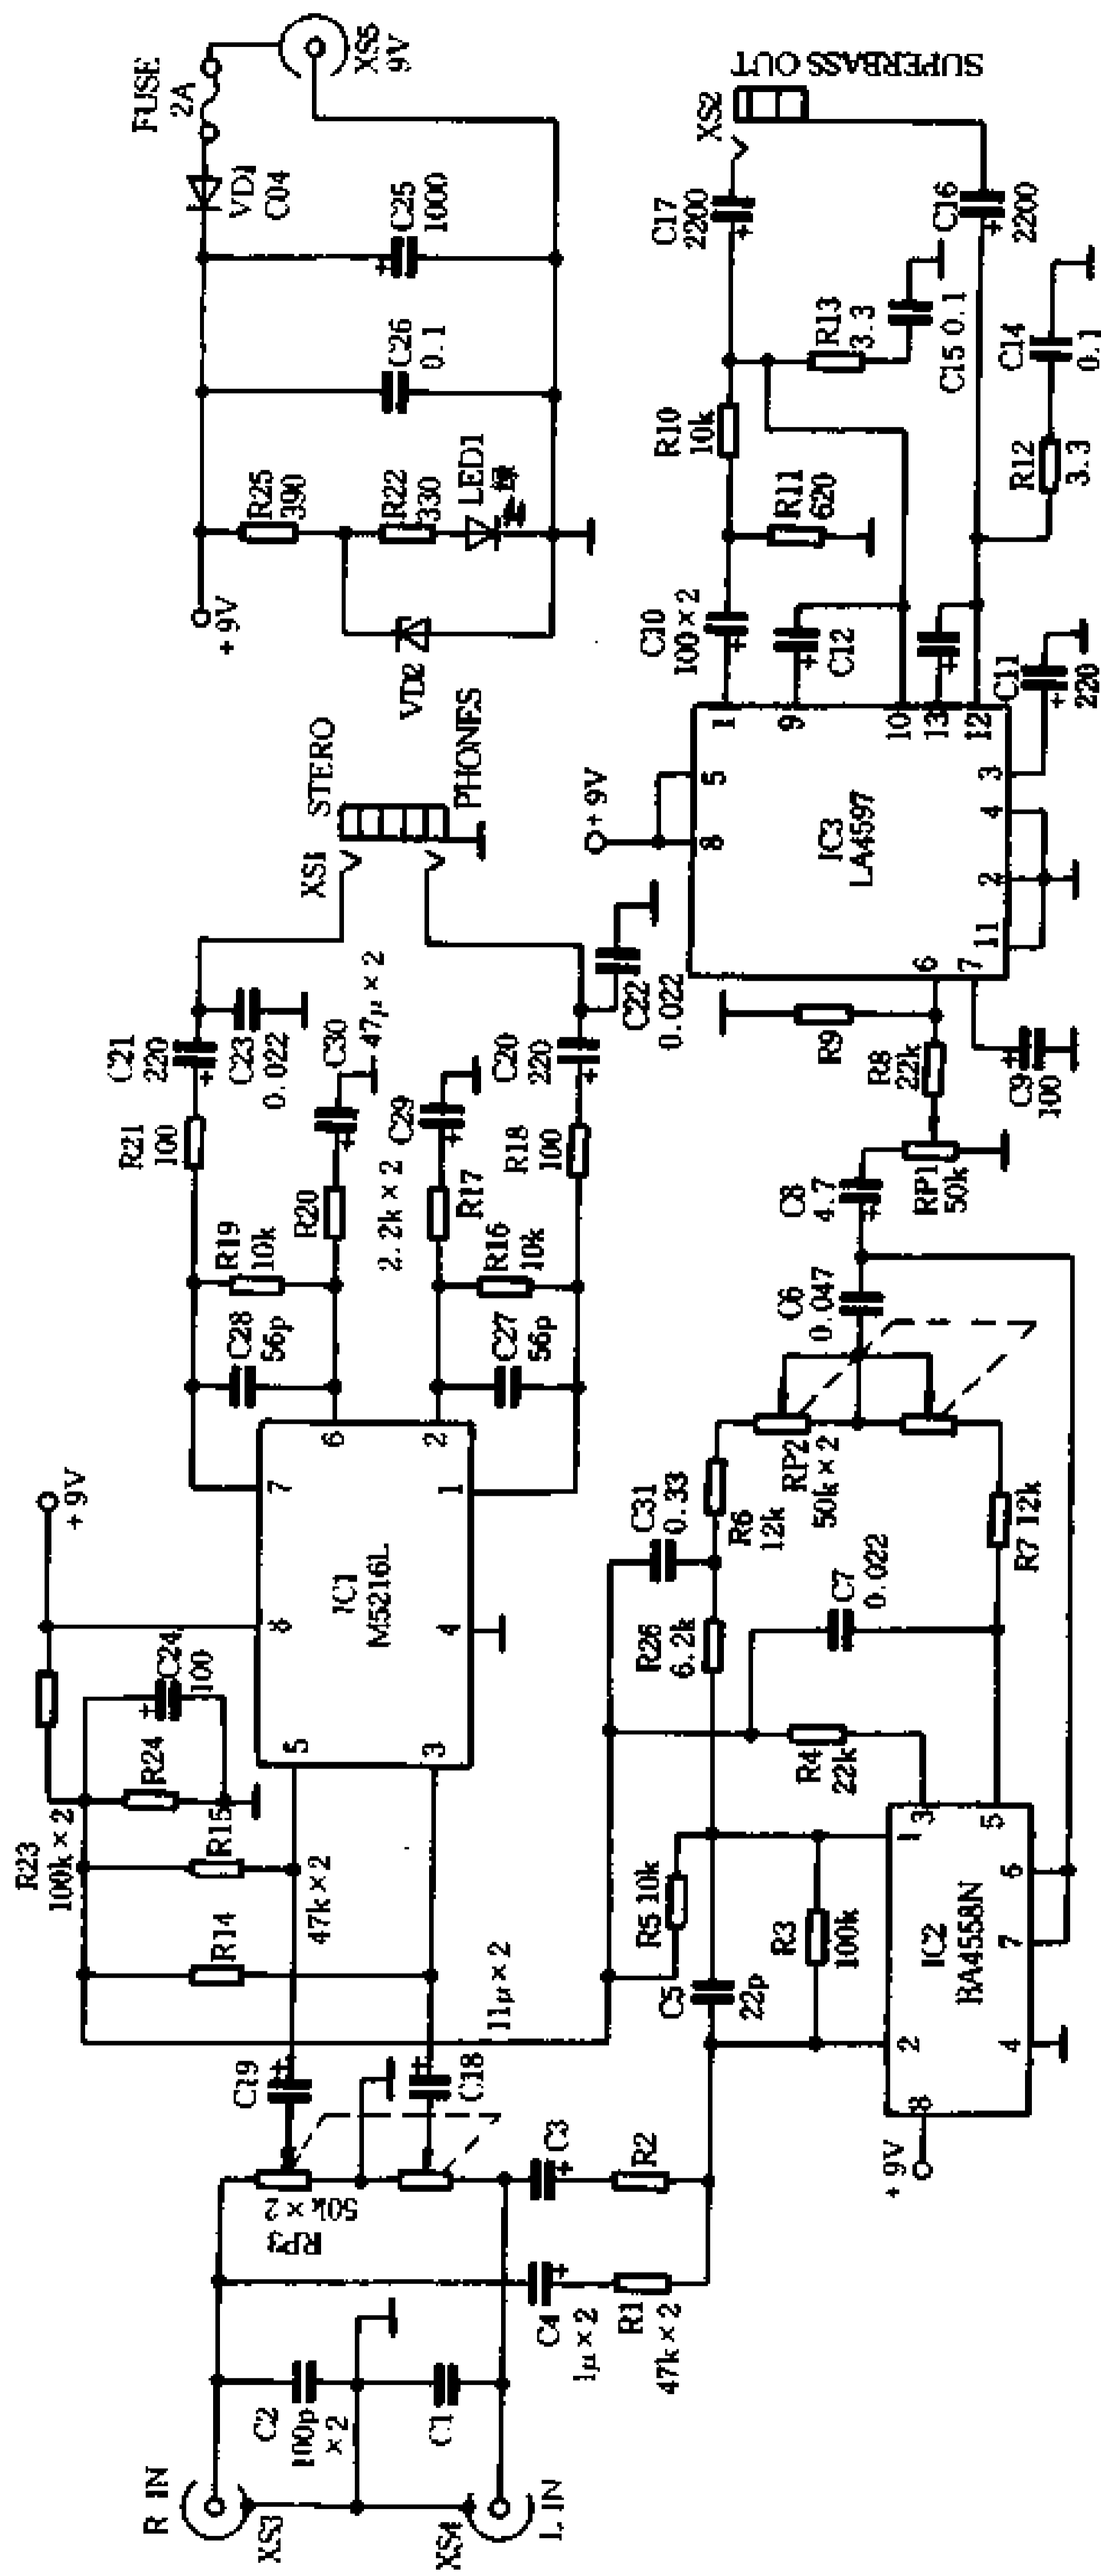 R IN
XS3
XS4
L IN
C2
100p
×2
C1
RP3
50k×2
C4
1μ×2
C3
R1
47k×2
R2
C19
C18
11μ×2
R14
R15
47k×2
R23
100k×2
R24
C24
100
+9V
5
3
8
4
IC1
M5216L
7
1
6
2
C28
56p
R19
10k
R21
100
C21
220
C23
0.022
R20
C30
47μ×2
2.2k×2
R17
C29
C27
56p
R16
10k
R18
100
C20
220
C22
0.022
XS1
STERO
PHONES
+9V
R25
390
VD2
R22
330
LED1
绿
C26
0.1
C25
1000
VD1
C04
FUSE
2A
XS5
9V
+9V
8
2
4
7
6
1
3
5
IC2
BA4558N
R3
100k
C5
22p
R5 10k
R4
22k
R26
6.2k
C31
0.33
C7
0.022
R6
12k
R7 12k
RP2
50k×2
C6
0.047
C8
4.7
RP1
50k
R8
22k
R9
C9
100
+9V
6
7
11
2
4
3
8
5
IC3
LA4597
1
9
10
13
12
C10
100×2
C12
C11
220
R11
620
R10
10k
R13
3.3
C15 0.1
R12
3.3
C14
0.1
C17
2200
C16
2200
XS2
SUPERBASS OUT